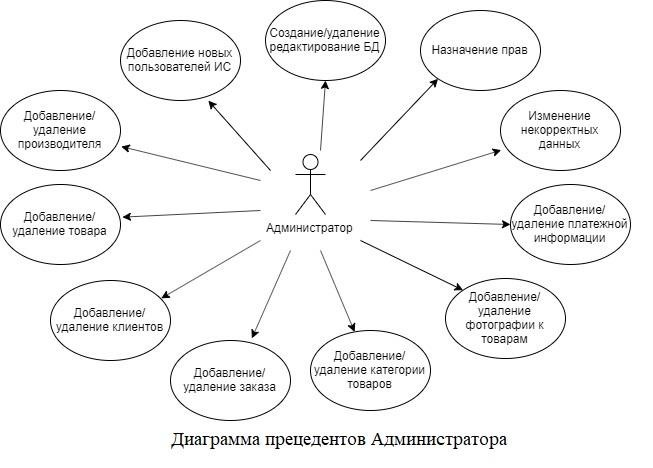 Создание/удаление
редактирование БД
Добавление новых
пользователей ИС
Назначение прав
Добавление/
удаление
производителя
Изменение
некорректных
данных
Добавление/
удаление товара
Администратор
Добавление/
удаление платежной
информации
Добавление/
удаление клиентов
Добавление/
удаление
фотографии к
товарам
Добавление/
удаление заказа
Добавление/
удаление категории
товаров
Диаграмма прецедентов Администратора